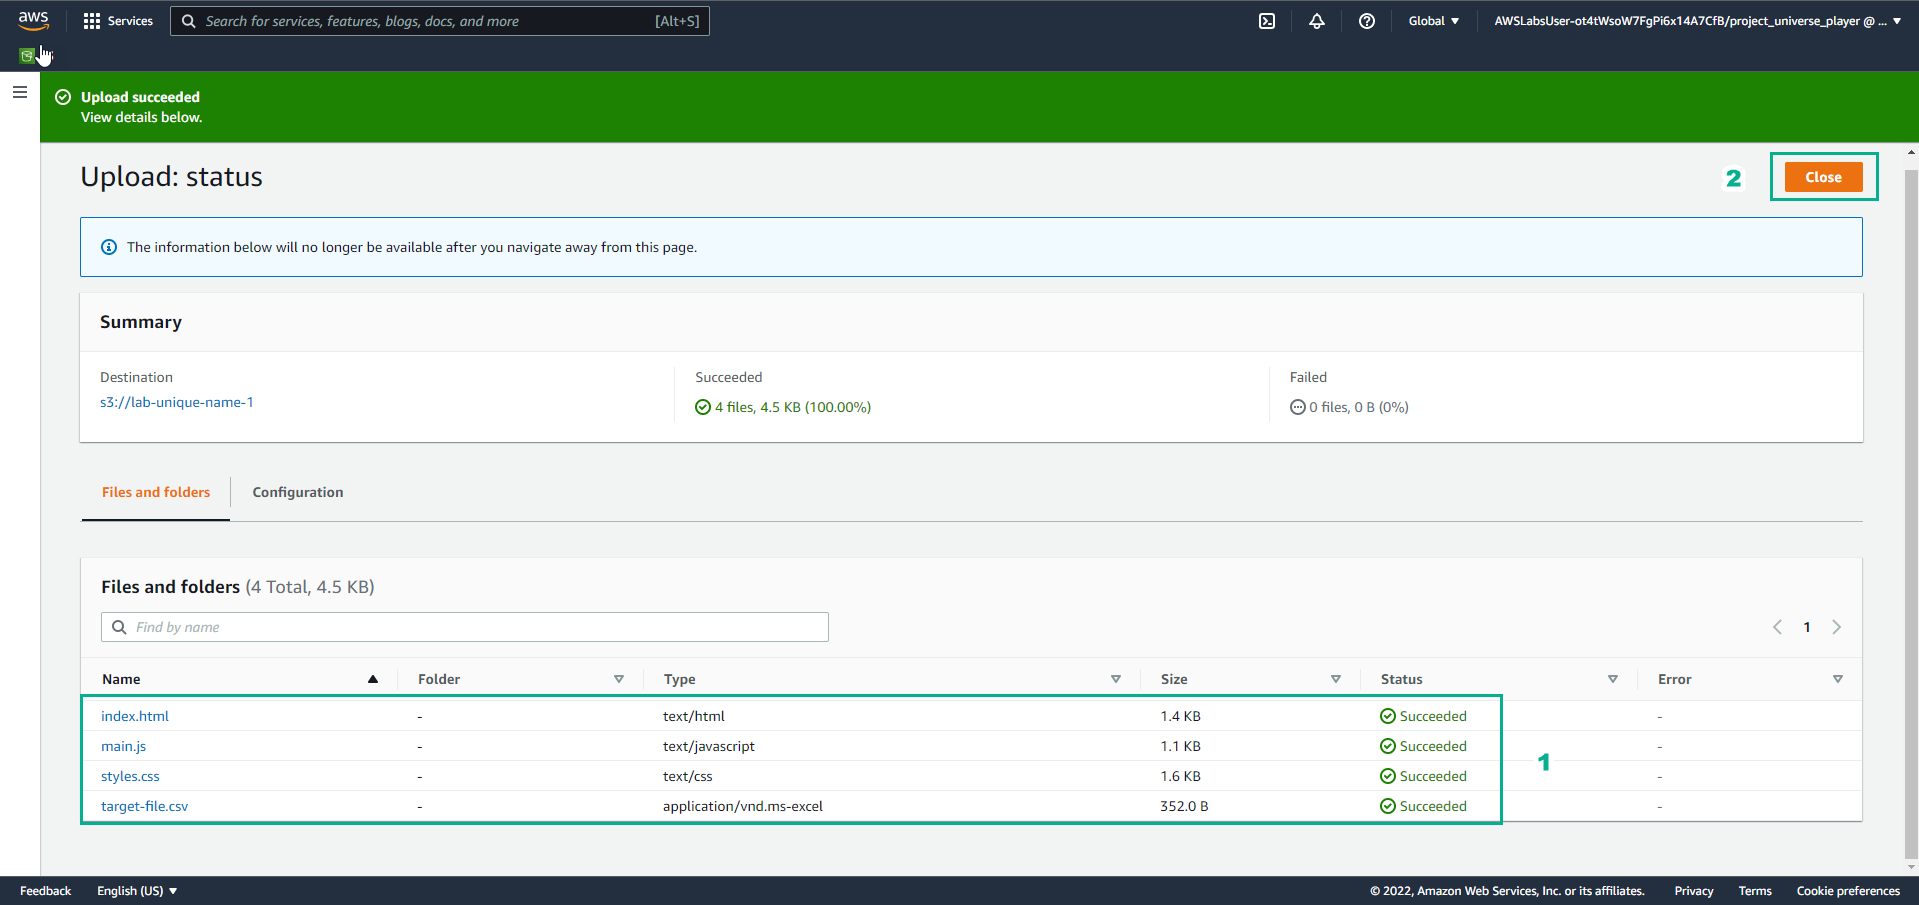 aws Services Search for services, features, blogs, docs, and more [Alt+S] Global AWSLabsUser-ot4tWsoW7FgPi6x14A7CfB/project_universe_player @ ...
Upload succeeded
View details below.
Upload: status
2 Close
The information below will no longer be available after you navigate away from this page.
Summary
Destination Succeeded Failed
s3://lab-unique-name-1 4 files, 4.5 KB (100.00%) 0 files, 0 B (0%)
Files and folders Configuration
Files and folders (4 Total, 4.5 KB)
Find by name 1
Name Folder Type Size Status Error
index.html - text/html 1.4 KB Succeeded -
main.js - text/javascript 1.1 KB Succeeded -
1
styles.css - text/css 1.6 KB Succeeded -
target-file.csv - application/vnd.ms-excel 352.0 B Succeeded -
Feedback English (US) © 2022, Amazon Web Services, Inc. or its affiliates. Privacy Terms Cookie preferences